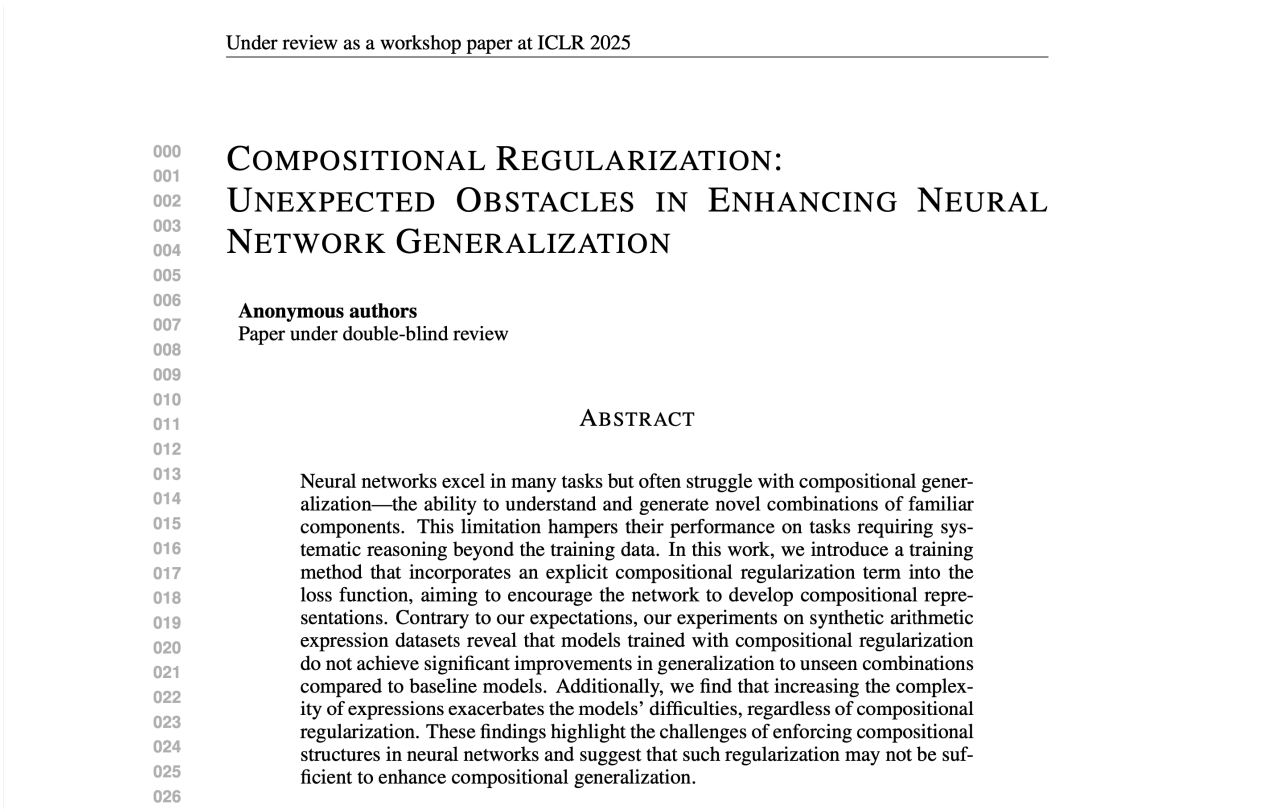 Under review as a workshop paper at ICLR 2025
000
001
002
003
004
005
006
007
008
009
010
011
012
013
014
015
016
017
018
019
020
021
022
023
024
025
026
COMPOSITIONAL REGULARIZATION:
UNEXPECTED OBSTACLES IN ENHANCING NEURAL
NETWORK GENERALIZATION
Anonymous authors
Paper under double-blind review
ABSTRACT
Neural networks excel in many tasks but often struggle with compositional gener-
alization—the ability to understand and generate novel combinations of familiar
components. This limitation hampers their performance on tasks requiring sys-
tematic reasoning beyond the training data. In this work, we introduce a training
method that incorporates an explicit compositional regularization term into the
loss function, aiming to encourage the network to develop compositional repre-
sentations. Contrary to our expectations, our experiments on synthetic arithmetic
expression datasets reveal that models trained with compositional regularization
do not achieve significant improvements in generalization to unseen combinations
compared to baseline models. Additionally, we find that increasing the complex-
ity of expressions exacerbates the models' difficulties, regardless of compositional
regularization. These findings highlight the challenges of enforcing compositional
structures in neural networks and suggest that such regularization may not be suf-
ficient to enhance compositional generalization.